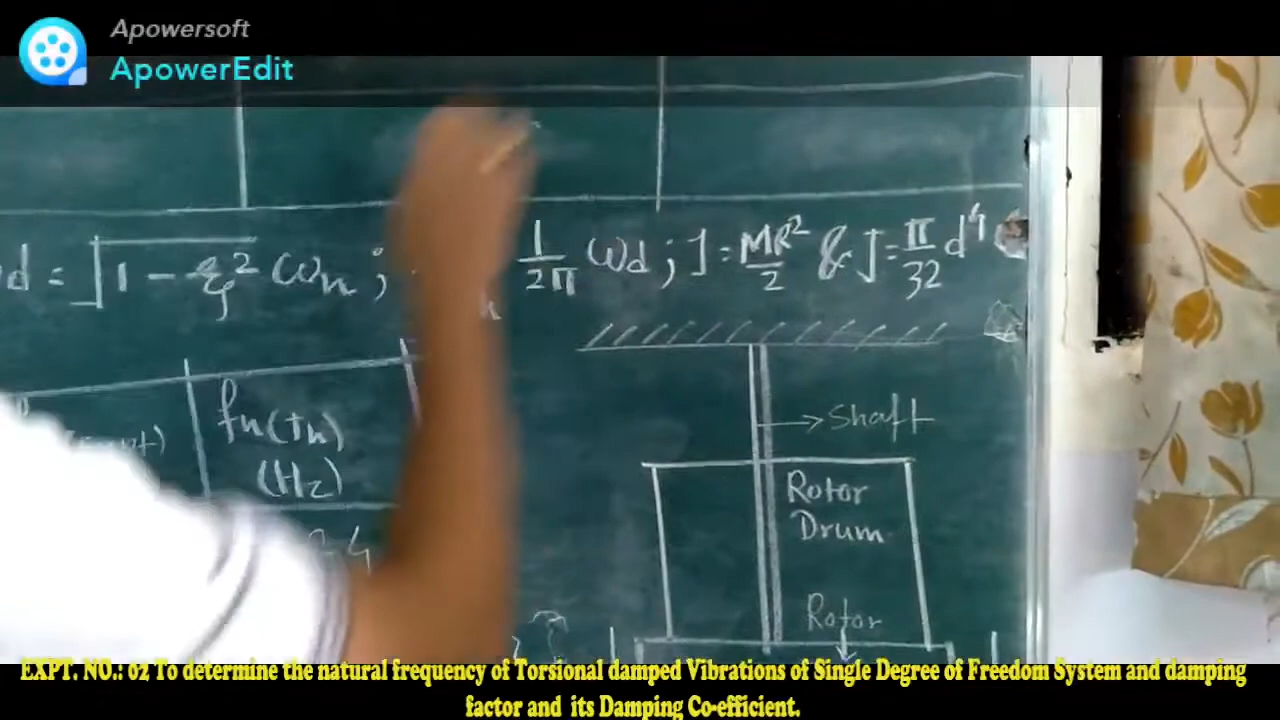 Apowersoft
ApowerEdit
d = √1 - ξ² ωn ; 1/2π ωd ; I = MR²/2 & J = π/32 d⁴
fn(Th)
(Hz)
Shaft
Rotor
Drum
Rotor
EXPT. NO.: 02 To determine the natural frequency of Torsional damped Vibrations of Single Degree of Freedom System and damping
factor and its Damping Co-efficient.